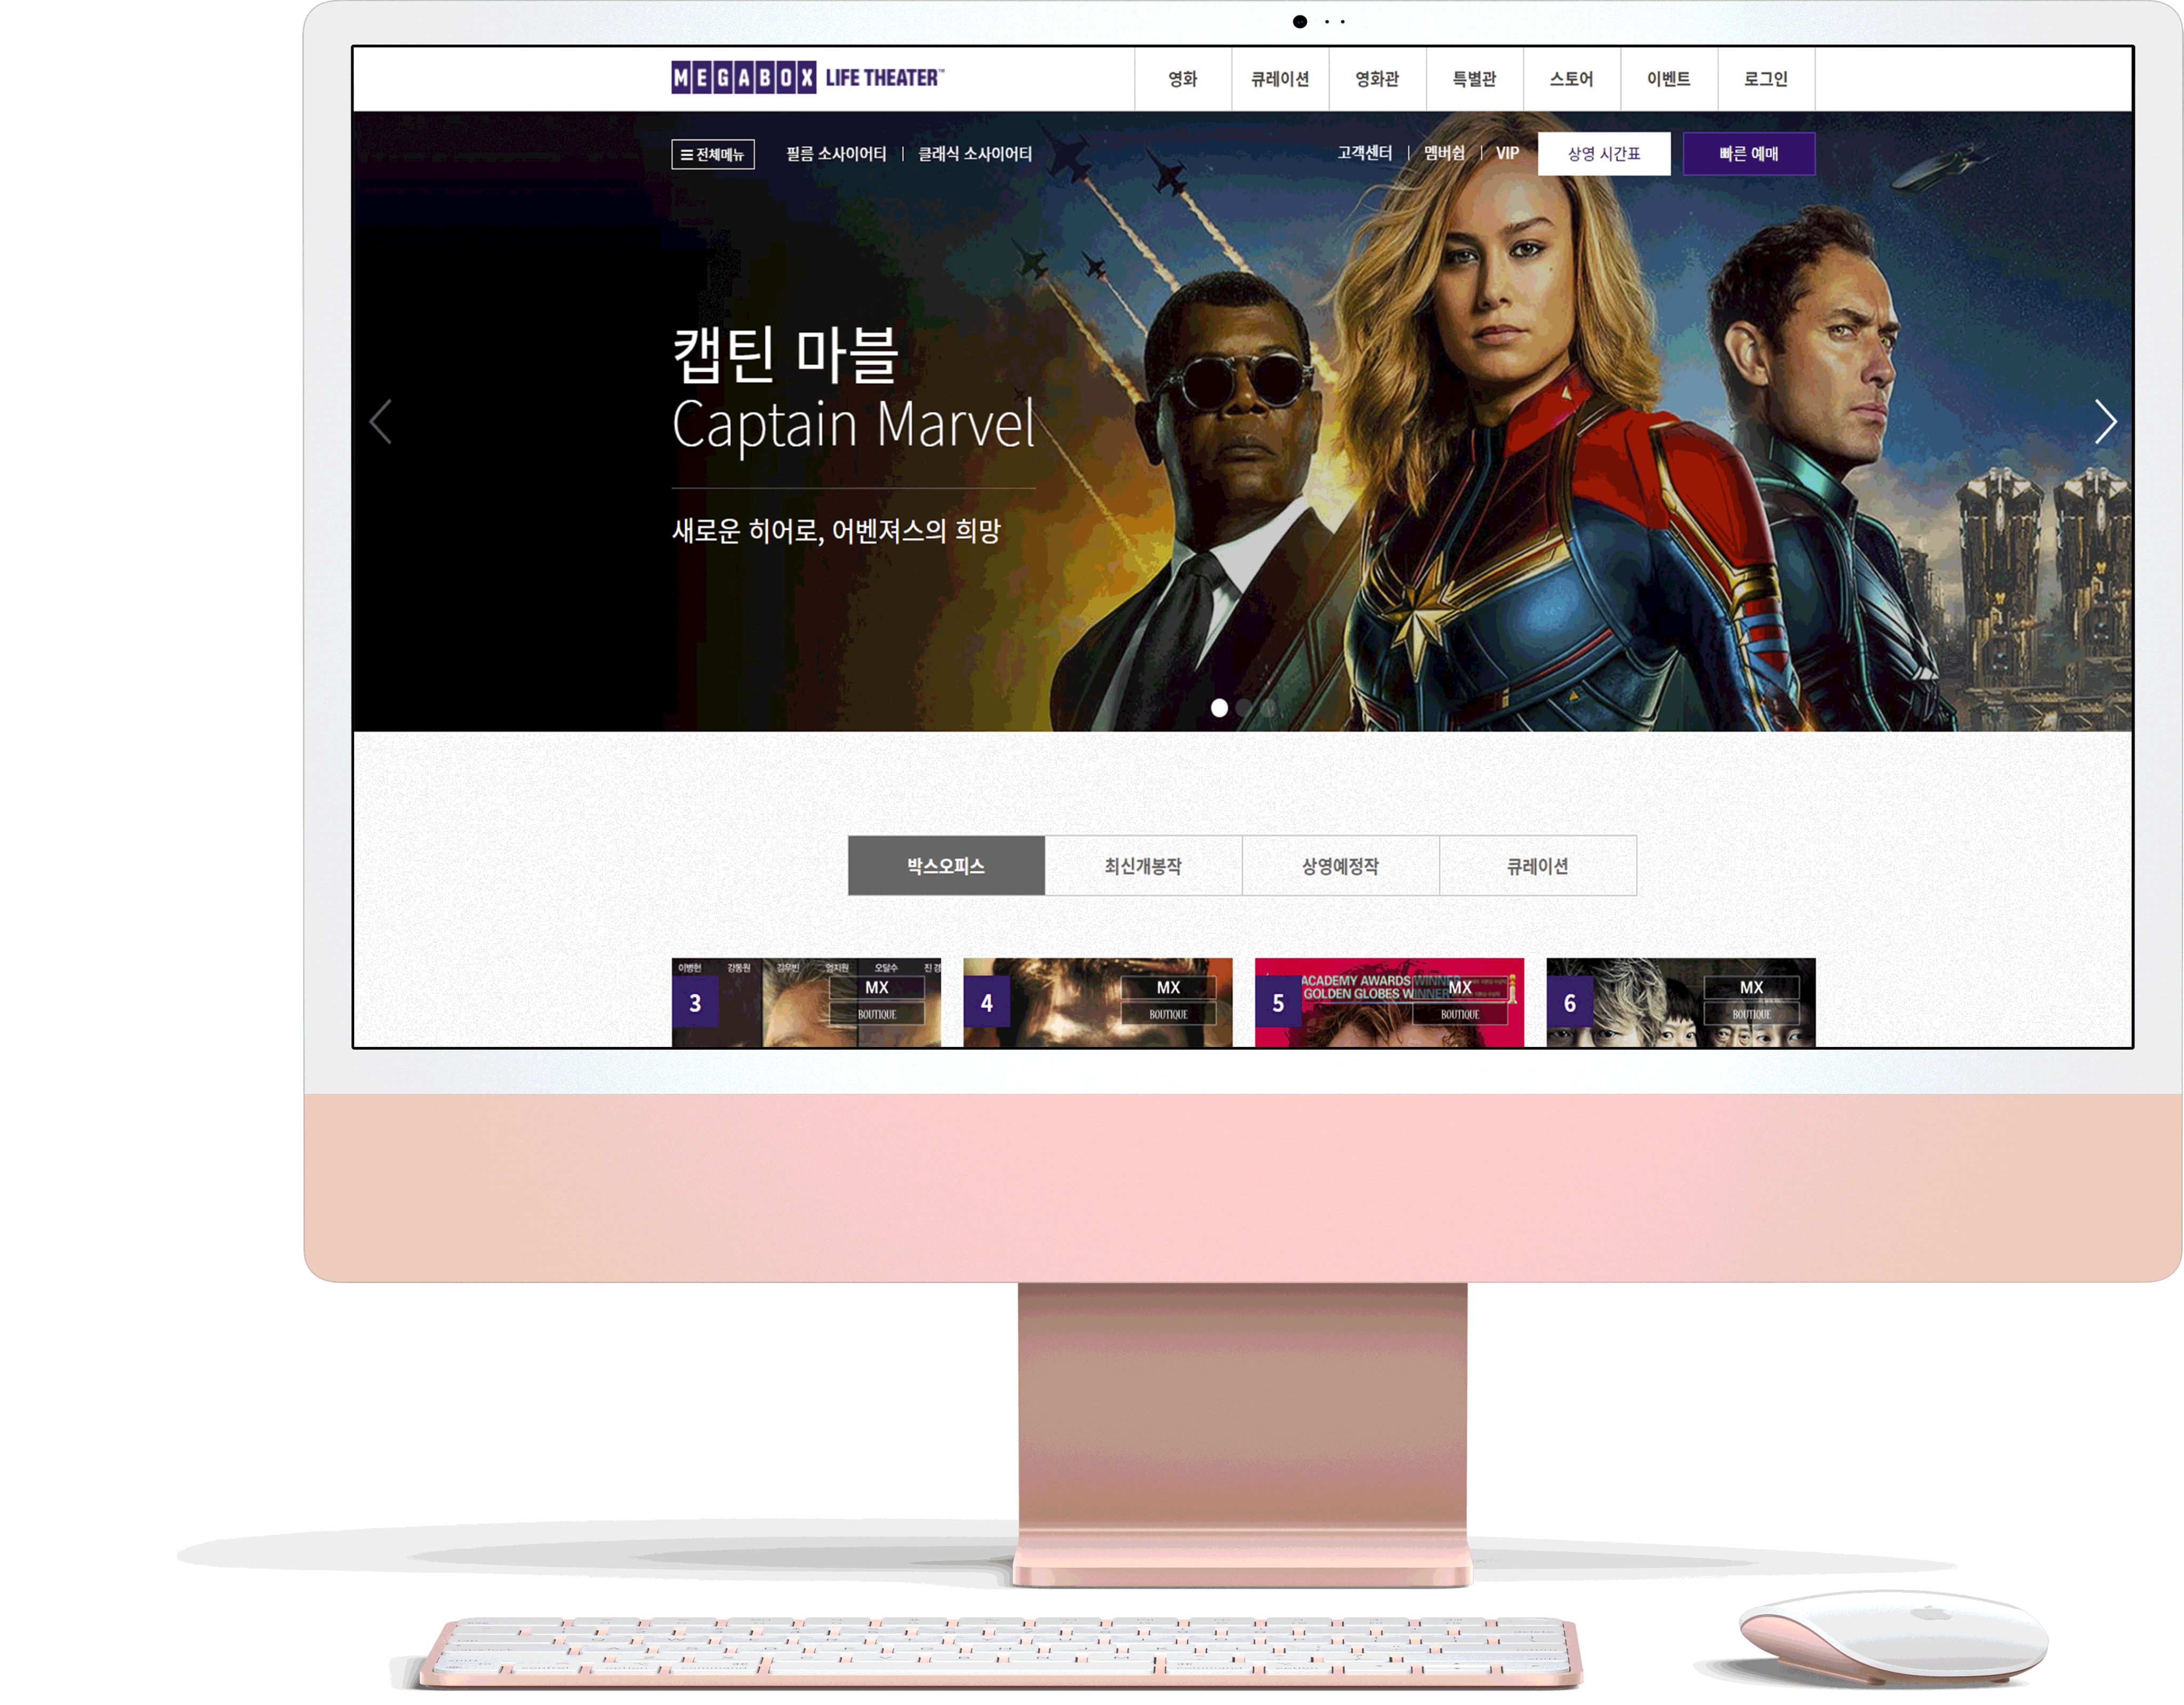 MEGABOX LIFE THEATER™
영화 큐레이션 영화관 특별관 스토어 이벤트 로그인
전체메뉴 필름 소사이어티 | 클래식 소사이어티
고객센터 | 멤버쉽 | VIP 상영 시간표 빠른 예매
캡틴 마블
Captain Marvel
새로운 히어로, 어벤져스의 희망
박스오피스 최신개봉작 상영예정작 큐레이션
이병헌 강동원 김우빈 엄지원 오달수 진경
3 MX
BOUTIQUE
4 MX
BOUTIQUE
ACADEMY AWARDS WINNER
GOLDEN GLOBES WINNER
5 MX
BOUTIQUE
6 MX
BOUTIQUE